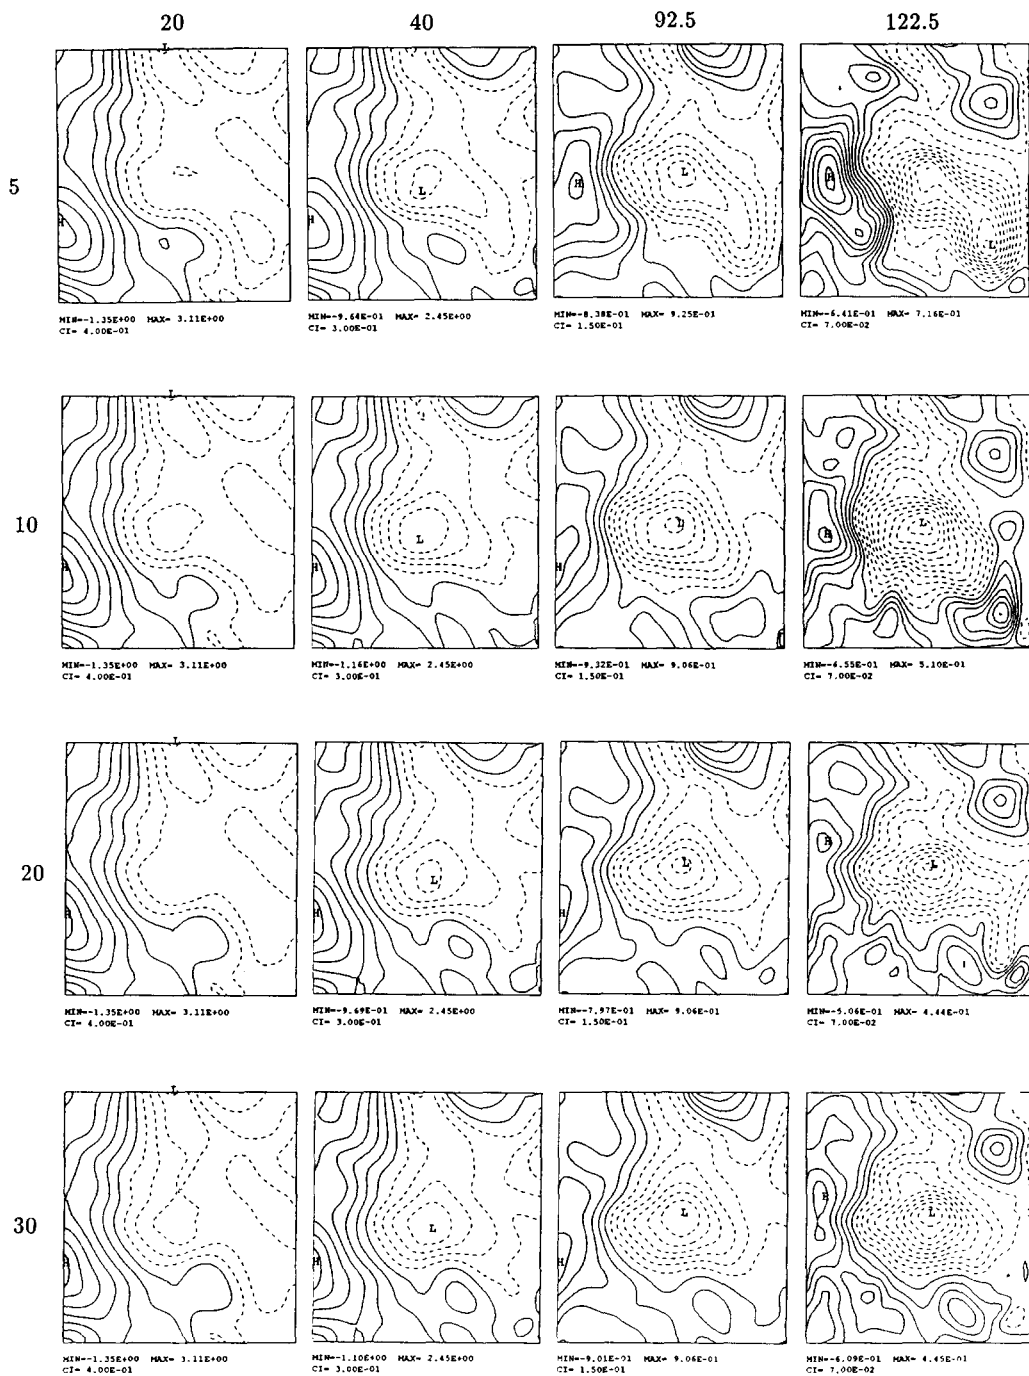 20 40 92.5 122.5
5
L
H
H
L
H
L
H
L
MIN=-1.35E+00 MAX= 3.11E+00
CI= 4.00E-01
MIN=-9.64E-01 MAX= 2.45E+00
CI= 3.00E-01
MIN=-8.38E-01 MAX= 9.25E-01
CI= 1.50E-01
MIN=-6.41E-01 MAX= 7.16E-01
CI= 7.00E-02
10
L
H
H
L
H
L
H
L
MIN=-1.35E+00 MAX= 3.11E+00
CI= 4.00E-01
MIN=-1.16E+00 MAX= 2.45E+00
CI= 3.00E-01
MIN=-9.32E-01 MAX= 9.06E-01
CI= 1.50E-01
MIN=-6.55E-01 MAX= 5.10E-01
CI= 7.00E-02
20
L
H
H
L
H
L
H
L
MIN=-1.35E+00 MAX= 3.11E+00
CI= 4.00E-01
MIN=-9.69E-01 MAX= 2.45E+00
CI= 3.00E-01
MIN=-7.97E-01 MAX= 9.06E-01
CI= 1.50E-01
MIN=-5.06E-01 MAX= 4.44E-01
CI= 7.00E-02
30
L
H
H
L
H
L
H
L
MIN=-1.35E+00 MAX= 3.11E+00
CI= 4.00E-01
MIN=-1.10E+00 MAX= 2.45E+00
CI= 3.00E-01
MIN=-9.01E-01 MAX= 9.06E-01
CI= 1.50E-01
MIN=-6.09E-01 MAX= 4.45E-01
CI= 7.00E-02